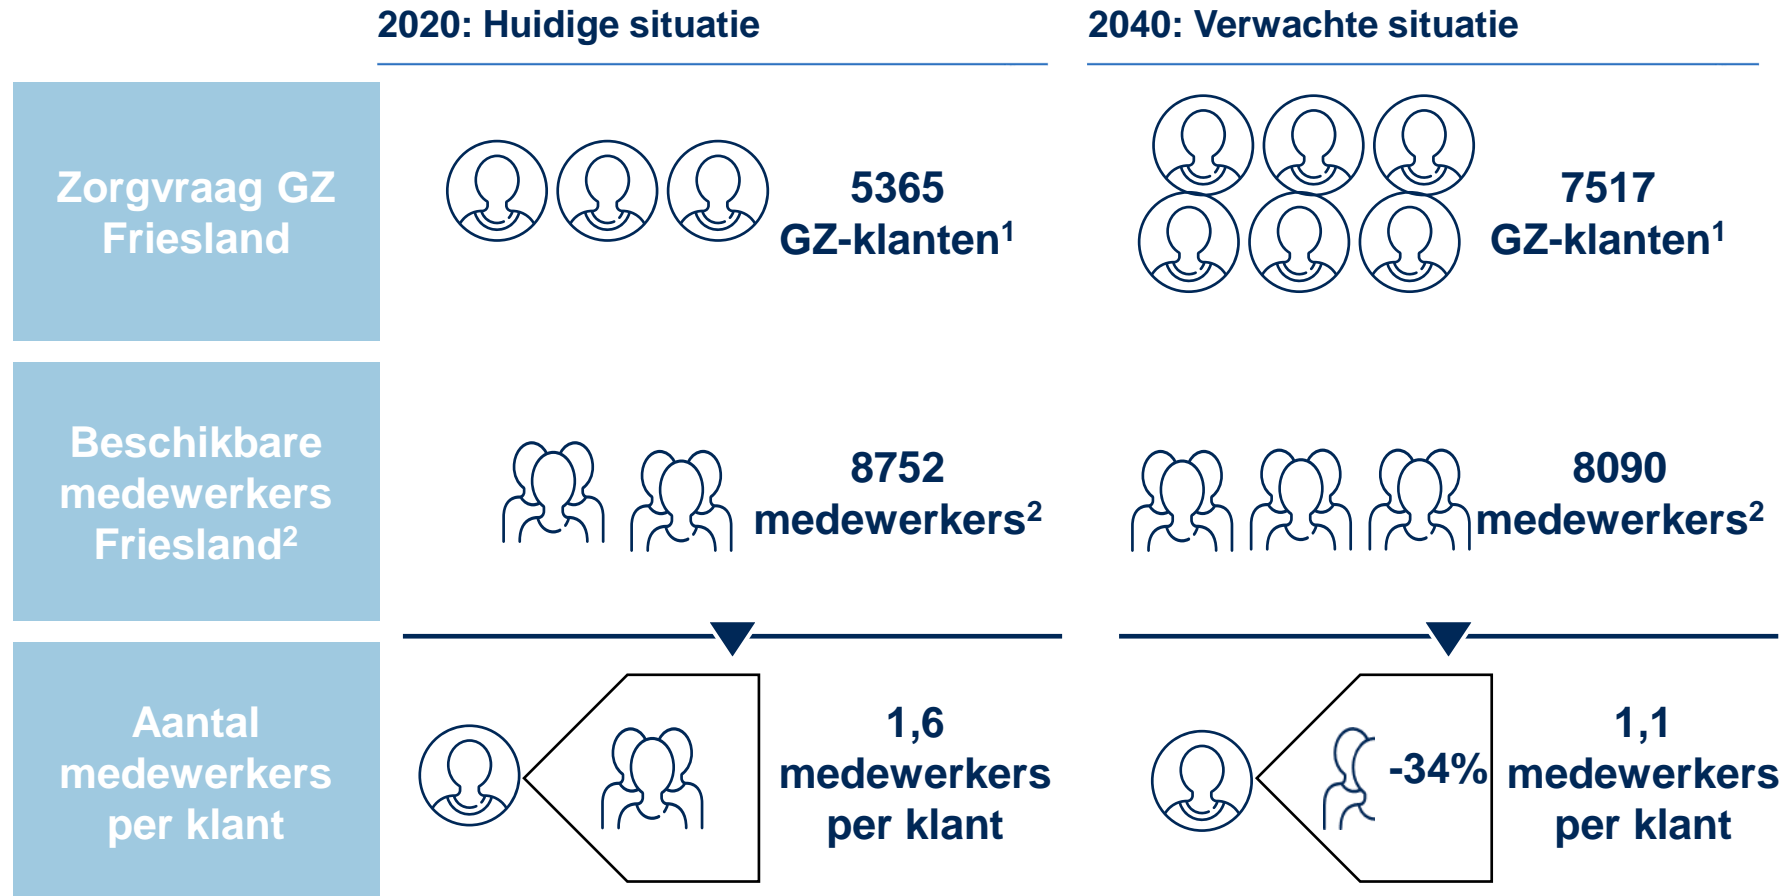 2020: Huidige situatie
2040: Verwachte situatie
Zorgvraag GZ
Friesland
5365
GZ-klanten¹
7517
GZ-klanten¹
Beschikbare
medewerkers
Friesland²
8752
medewerkers²
8090
medewerkers²
Aantal
medewerkers
per klant
1,6
medewerkers
per klant
-34%
1,1
medewerkers
per klant